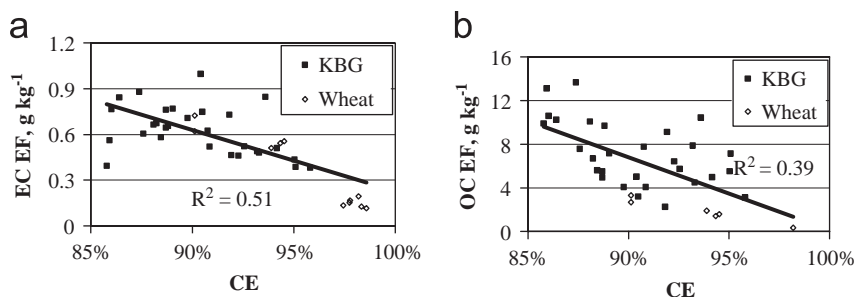 a
1.2
0.9
0.6
0.3
0
EC EF, g kg⁻¹
KBG
Wheat
R² = 0.51
85% 90% 95% 100%
CE
b
16
12
8
4
0
OC EF, g kg⁻¹
KBG
Wheat
R² = 0.39
85% 90% 95% 100%
CE